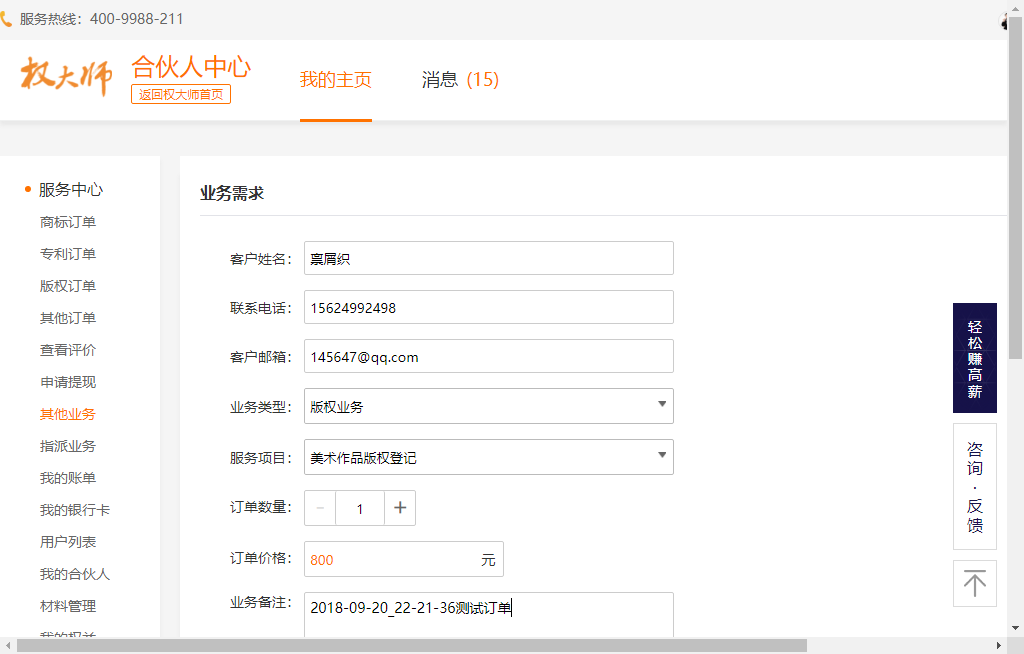 服务热线：400-9988-211
权大师
合伙人中心
返回权大师首页
我的主页
消息 (15)
服务中心
商标订单
专利订单
版权订单
其他订单
查看评价
申请提现
其他业务
指派业务
我的账单
我的银行卡
用户列表
我的合伙人
材料管理
我的权益
业务需求
客户姓名： 禀屑织
联系电话： 15624992498
客户邮箱： 145647@qq.com
业务类型： 版权业务
服务项目： 美术作品版权登记
订单数量： − 1 +
订单价格： 800 元
业务备注： 2018-09-20_22-21-36测试订单
轻松赚高薪
咨询·反馈